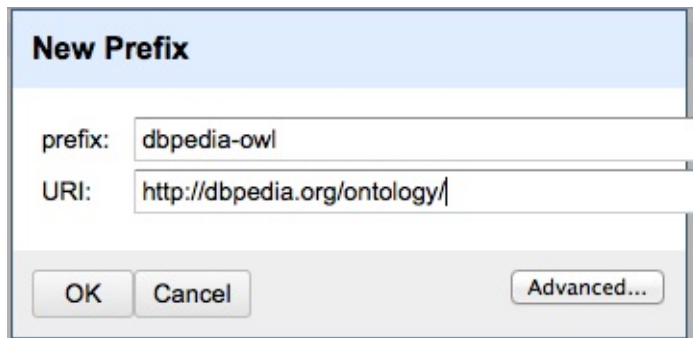 New Prefix
prefix: dbpedia-owl
URI: http://dbpedia.org/ontology/
OK Cancel Advanced...